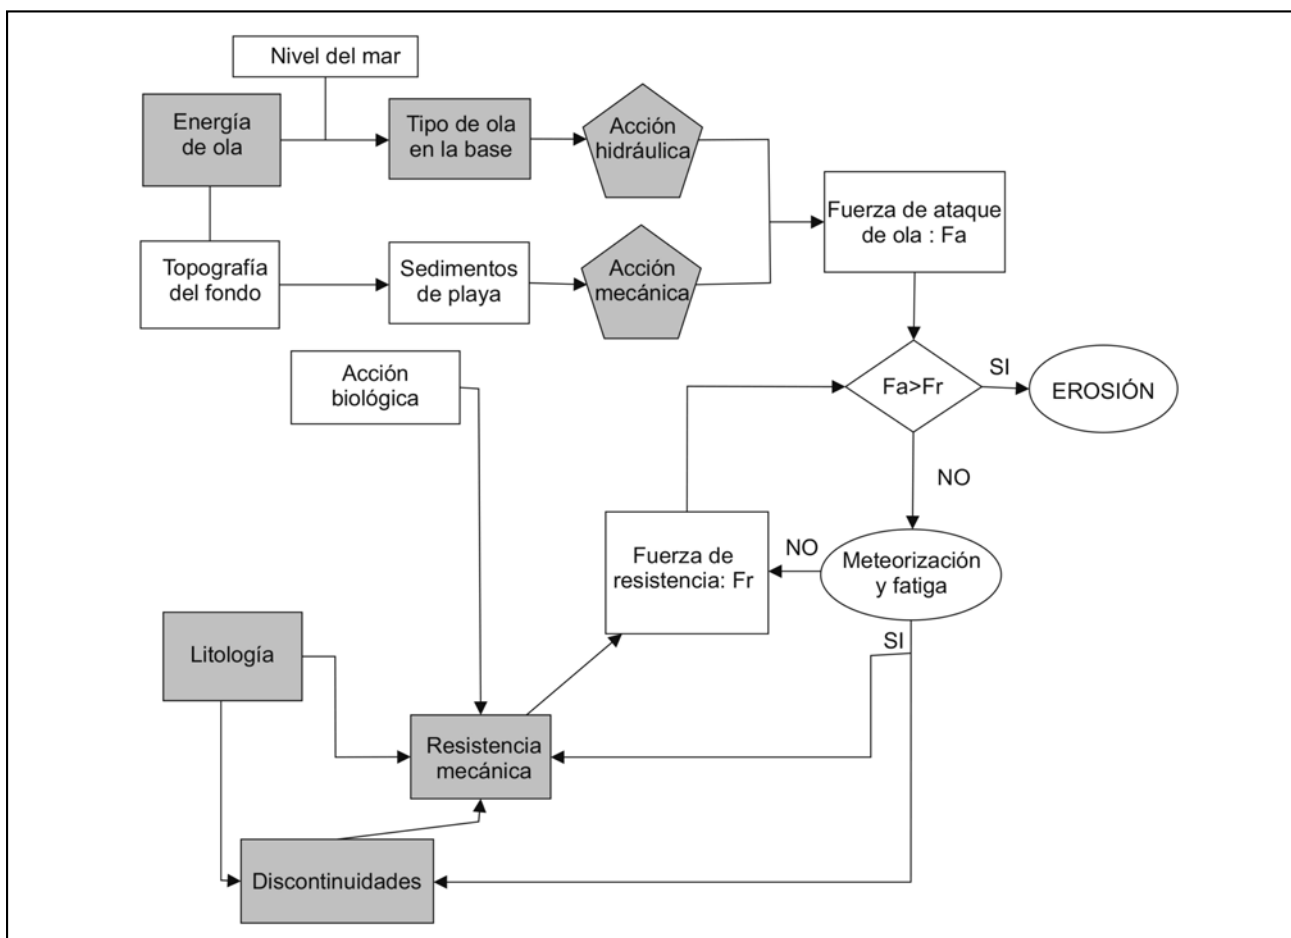 Nivel del mar
Energía
de ola
Tipo de ola
en la base
Acción
hidráulica
Fuerza de ataque
de ola : Fa
Topografía
del fondo
Sedimentos
de playa
Acción
mecánica
Acción
biológica
Fa>Fr
SI
EROSIÓN
NO
Fuerza de
resistencia: Fr
NO
Meteorización
y fatiga
SI
Litología
Resistencia
mecánica
Discontinuidades